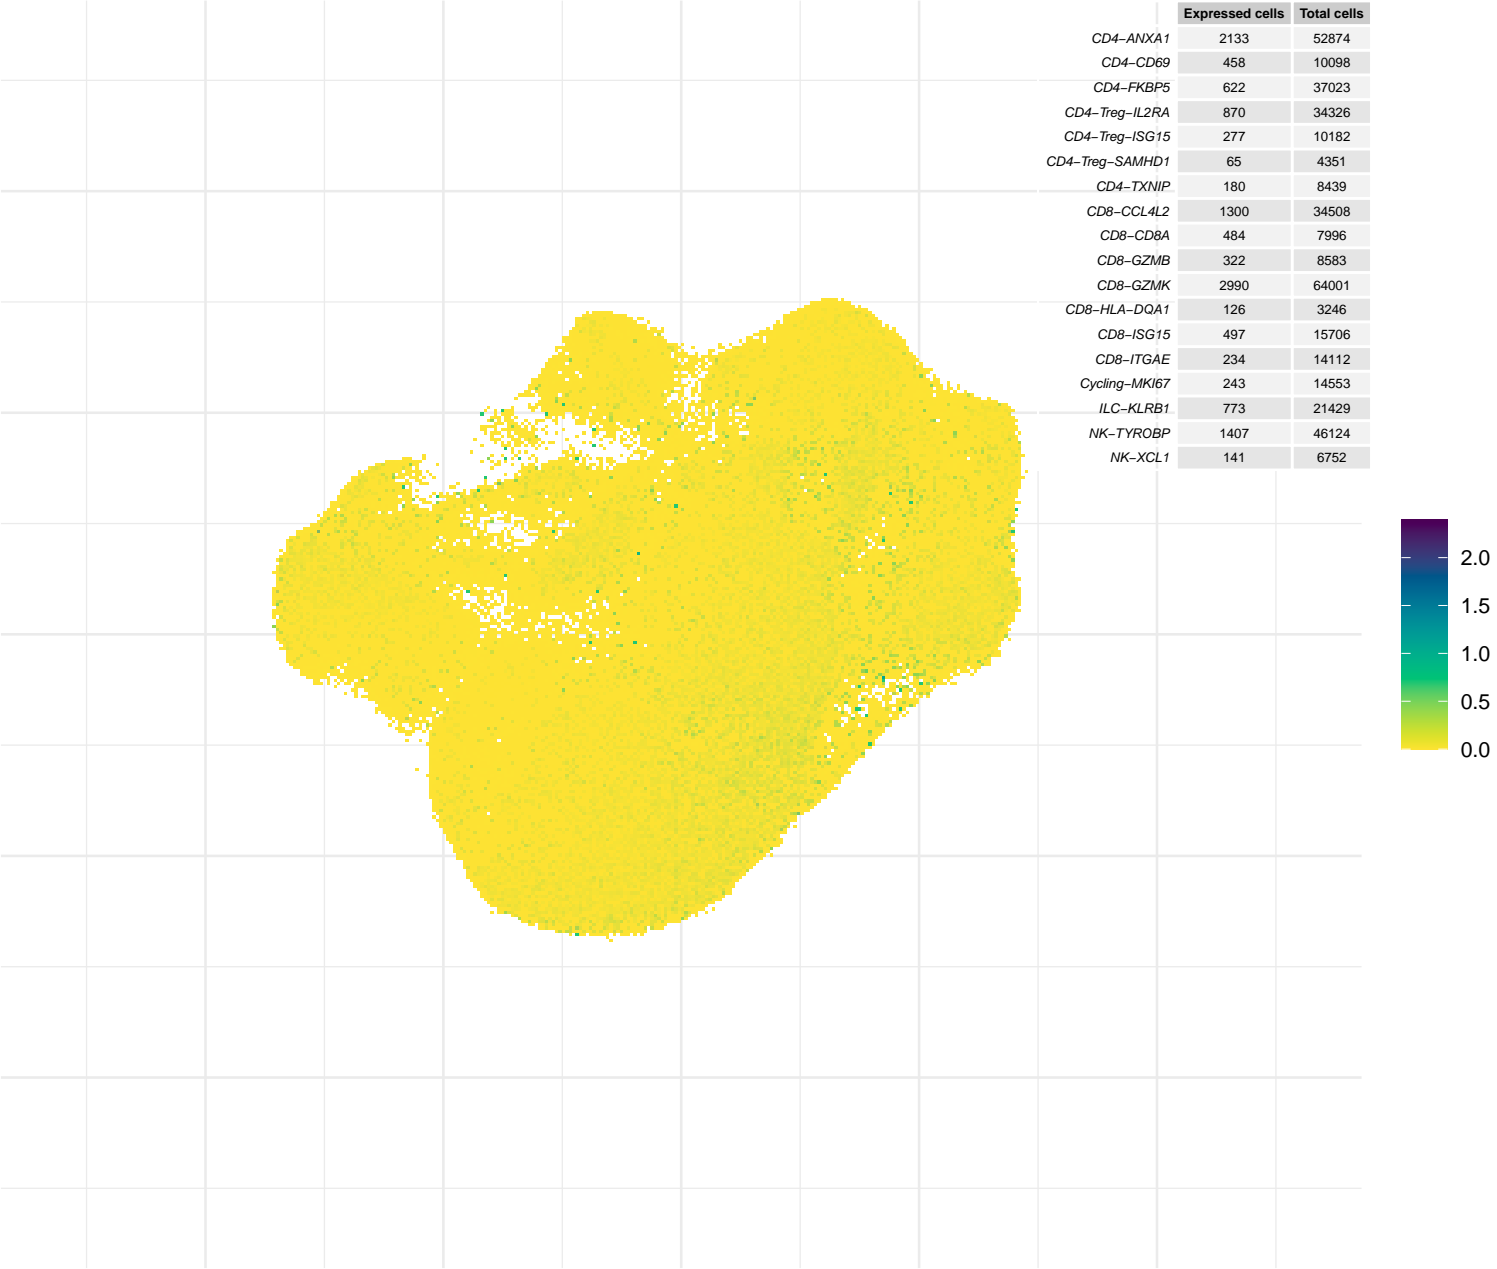 Expressed cells Total cells
CD4−ANXA1 2133 52874
CD4−CD69 458 10098
CD4−FKBP5 622 37023
CD4−Treg−IL2RA 870 34326
CD4−Treg−ISG15 277 10182
CD4−Treg−SAMHD1 65 4351
CD4−TXNIP 180 8439
CD8−CCL4L2 1300 34508
CD8−CD8A 484 7996
CD8−GZMB 322 8583
CD8−GZMK 2990 64001
CD8−HLA−DQA1 126 3246
CD8−ISG15 497 15706
CD8−ITGAE 234 14112
Cycling−MKI67 243 14553
ILC−KLRB1 773 21429
NK−TYROBP 1407 46124
NK−XCL1 141 6752
2.0
1.5
1.0
0.5
0.0